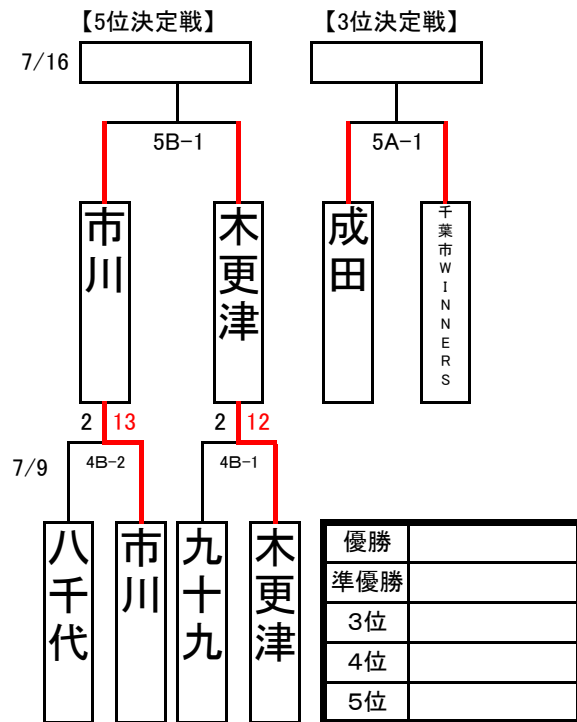 【5位決定戦】
【3位決定戦】
7/16
5B-1
5A-1
市川
木更津
成田
千葉市WINNERS
2 13
2 12
7/9
4B-2
4B-1
八千代
市川
九十九
木更津
優勝
準優勝
3位
4位
5位